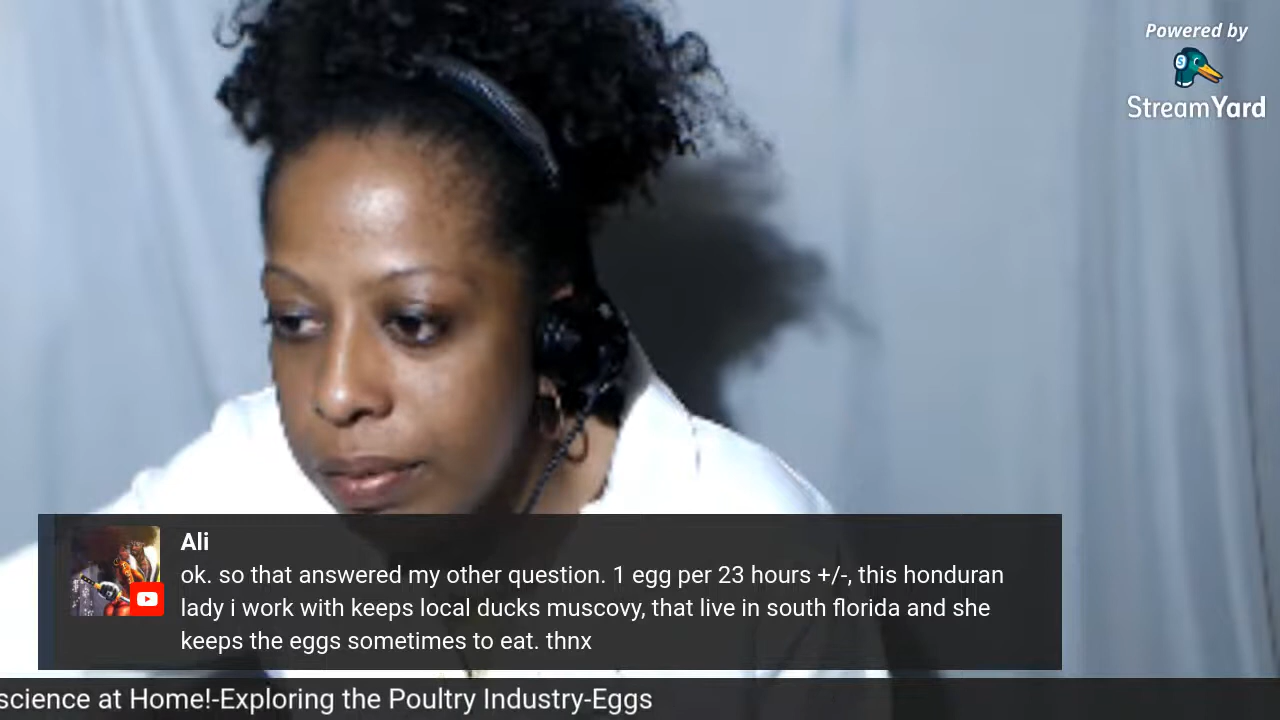 Powered by
StreamYard
Ali
ok. so that answered my other question. 1 egg per 23 hours +/-, this honduran
lady i work with keeps local ducks muscovy, that live in south florida and she
keeps the eggs sometimes to eat. thnx
science at Home!-Exploring the Poultry Industry-Eggs